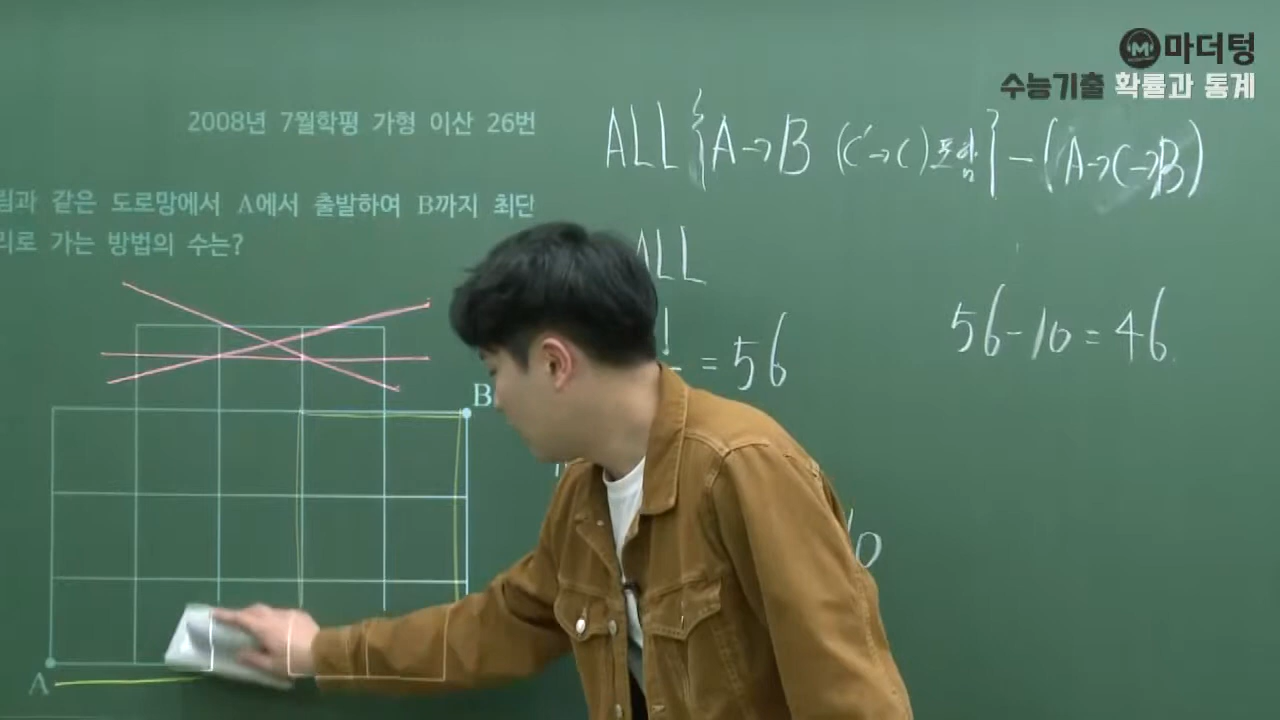 마더텅
수능기출 확률과 통계
2008년 7월학평 가형 이산 26번
림과 같은 도로망에서 A에서 출발하여 B까지 최단
리로 가는 방법의 수는?
ALL {A→B (C'→C) 포함} - (A→C→B)
ALL
! = 56
56-10=46
B
10
A